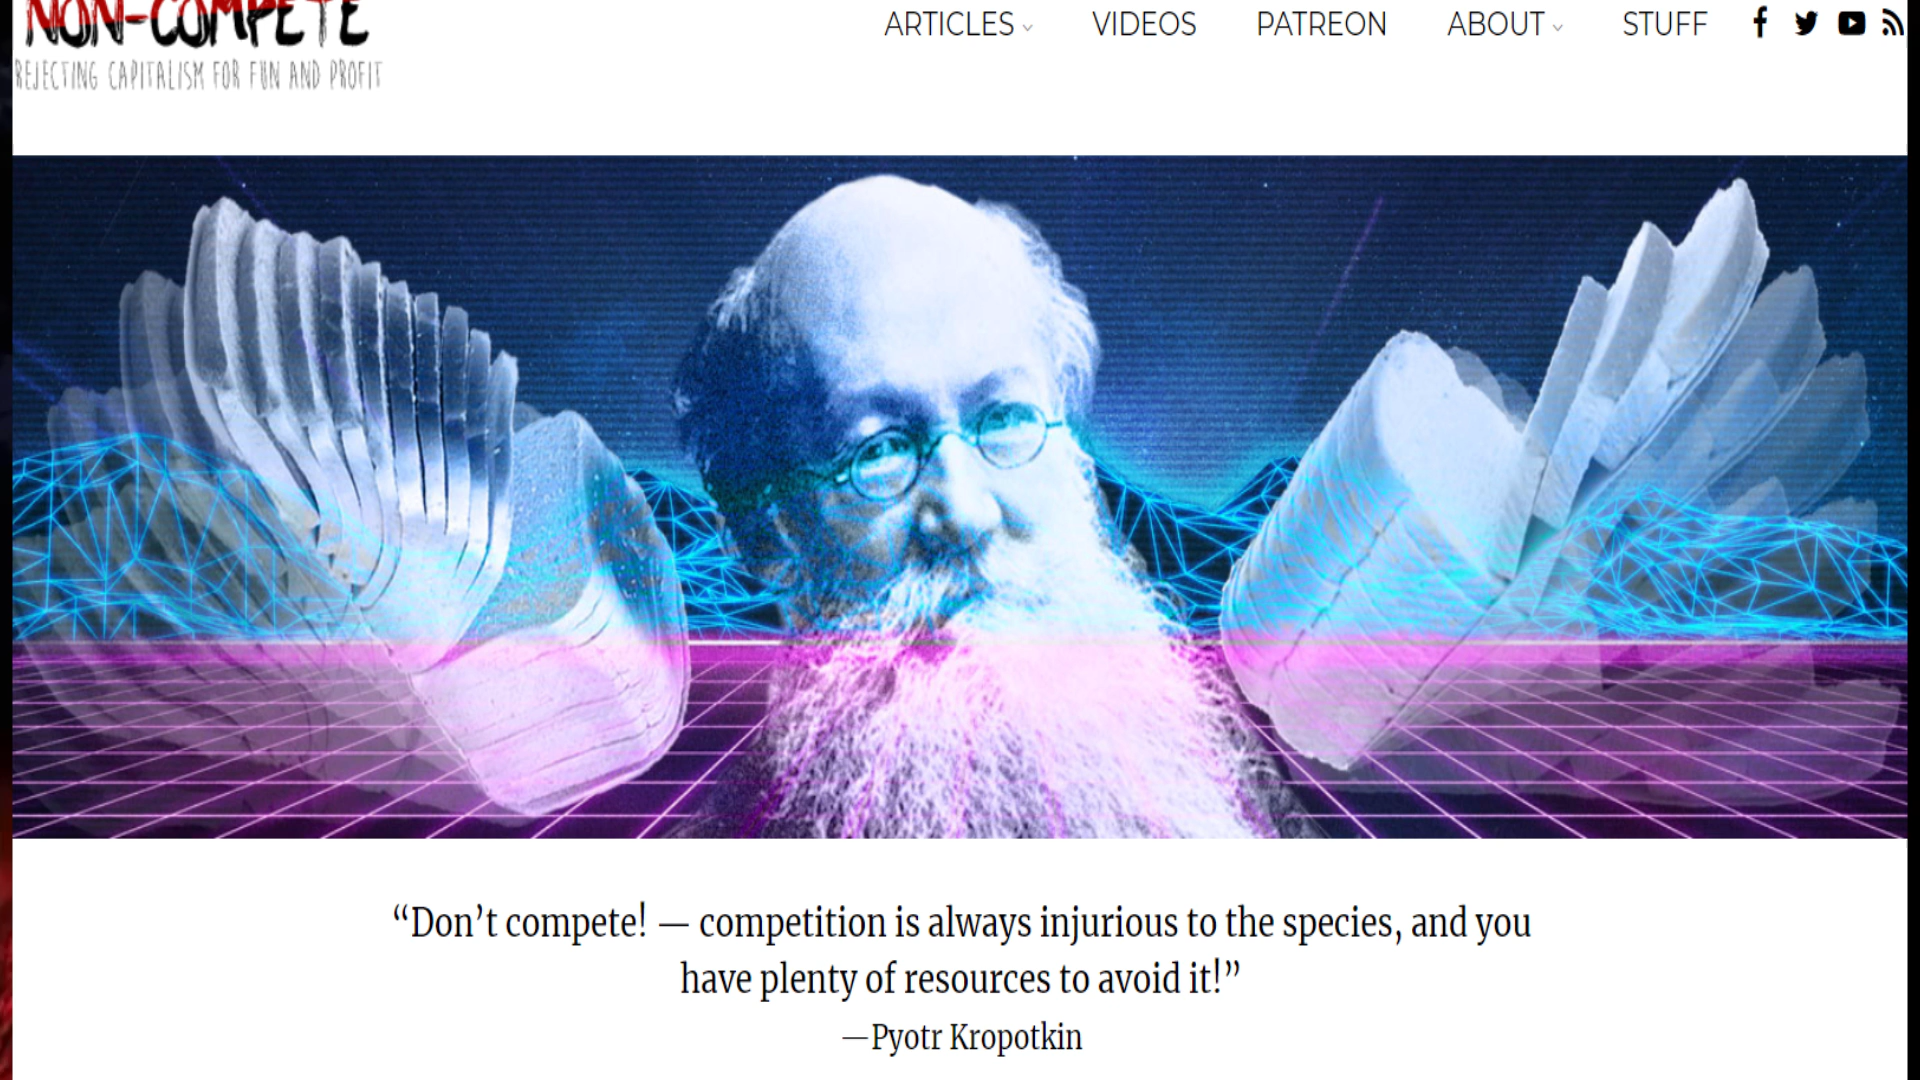 NON-COMPETE
REJECTING CAPITALISM FOR FUN AND PROFIT
ARTICLES VIDEOS PATREON ABOUT STUFF
“Don’t compete! — competition is always injurious to the species, and you
have plenty of resources to avoid it!”
—Pyotr Kropotkin